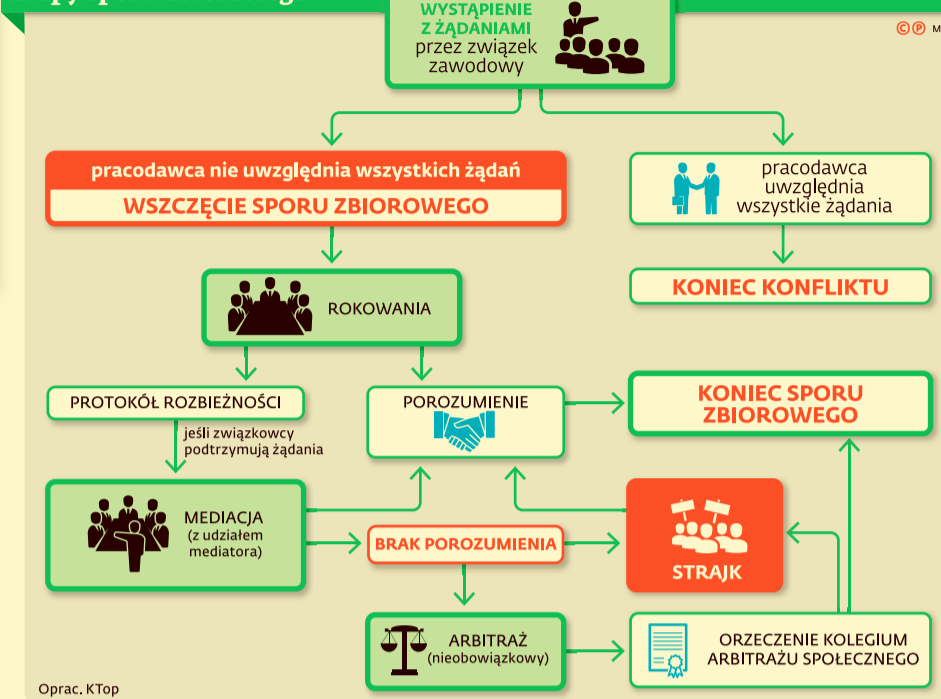 WYSTĄPIENIE
Z ŻĄDANIAMI
przez związek
zawodowy
© Ⓟ M
pracodawca nie uwzględnia wszystkich żądań
WSZCZĘCIE SPORU ZBIOROWEGO
pracodawca
uwzględnia
wszystkie żądania
KONIEC KONFLIKTU
ROKOWANIA
PROTOKÓŁ ROZBIEŻNOŚCI
POROZUMIENIE
KONIEC SPORU
ZBIOROWEGO
jeśli związkowcy
podtrzymują żądania
MEDIACJA
(z udziałem
mediatora)
BRAK POROZUMIENIA
STRAJK
ARBITRAŻ
(nieobowiązkowy)
ORZECZENIE KOLEGIUM
ARBITRAŻU SPOŁECZNEGO
Oprac. KTop